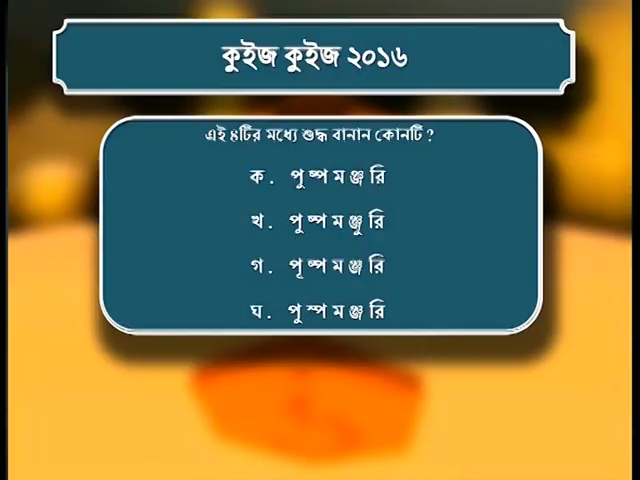 কুইজ কুইজ ২০১৬
এই ৪টির মধ্যে শুদ্ধ বানান কোনটি ?
ক . পুষ্পমঞ্জরি
খ . পুষ্পমঞ্জুরি
গ . পূষ্পমঞ্জরি
ঘ . পুস্পমঞ্জরি